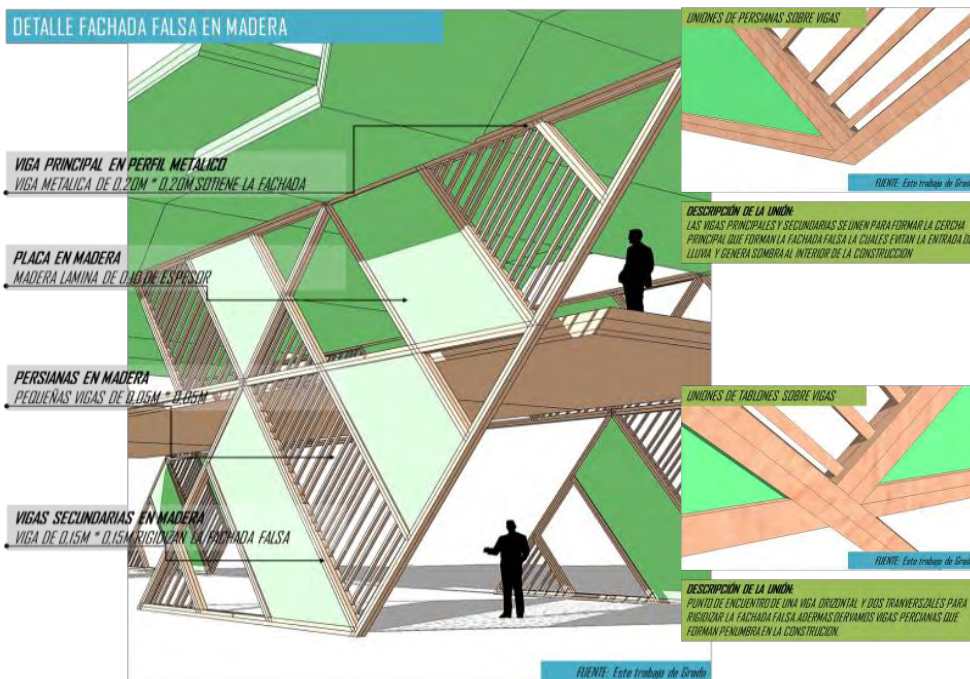 DETALLE FACHADA FALSA EN MADERA
VIGA PRINCIPAL EN PERFIL METALICO
VIGA METALICA DE 0.20M * 0.20M SOTIENE LA FACHADA
PLACA EN MADERA
MADERA LAMINA DE 0.10 DE ESPESOR
PERSIANAS EN MADERA
PEQUEÑAS VIGAS DE 0,05M * 0,05M
VIGAS SECUNDARIAS EN MADERA
VIGA DE 0,15M * 0,15M RIGIDIZAN LA FACHADA FALSA
FUENTE: Este trabajo de Grado
UNIONES DE PERSIANAS SOBRE VIGAS
FUENTE: Este trabajo de Grado
DESCRIPCIÓN DE LA UNIÓN:
LAS VIGAS PRINCIPALES Y SECUNDARIAS SE UNEN PARA FORMAR LA CERCHA
PRINCIPAL QUE FORMAN LA FACHADA FALSA LA CUALES EVITAN LA ENTRADA DE
LLUVIA Y GENERA SOMBRA AL INTERIOR DE LA CONSTRUCCION
UNIONES DE TABLONES SOBRE VIGAS
FUENTE: Este trabajo de Grado
DESCRIPCIÓN DE LA UNIÓN:
PUNTO DE ENCUENTRO DE UNA VIGA ORIZONTAL Y DOS TRANVERSZALES PARA
RIGIDIZAR LA FACHADA FALSA ADERMAS DERVAMOS VIGAS PERCIANAS QUE
FORMAN PENUMBRA EN LA CONSTRUCION.